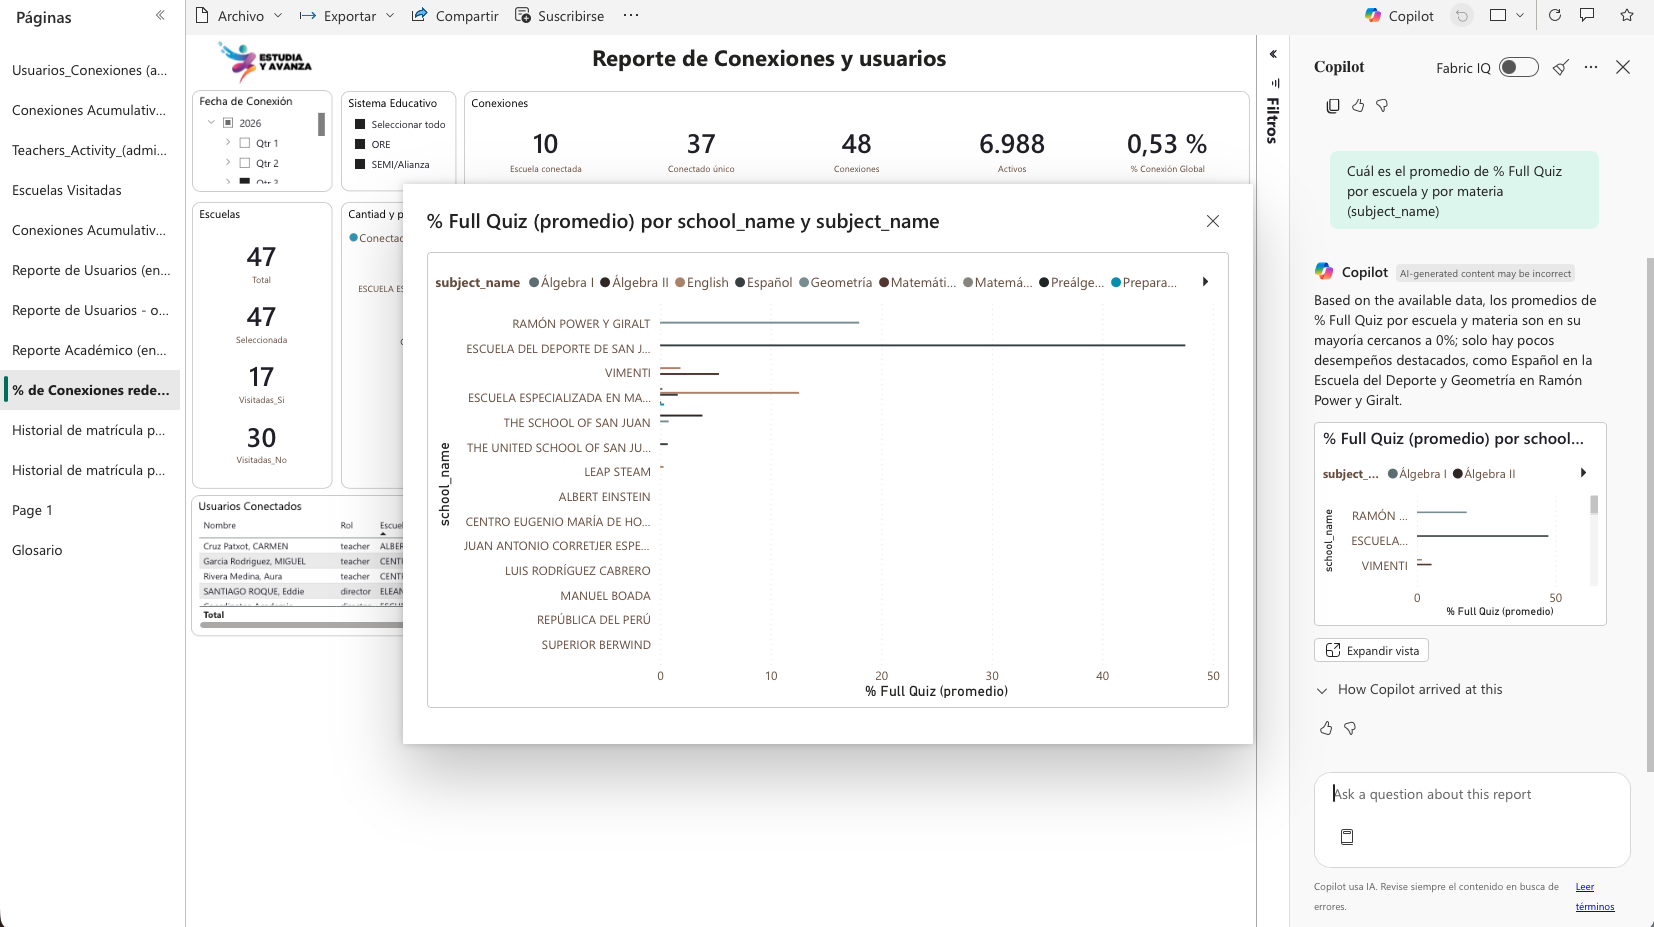 Páginas
Usuarios_Conexiones (a...
Conexiones Acumulativ...
Teachers_Activity_(admi...
Escuelas Visitadas
Conexiones Acumulativ...
Reporte de Usuarios (en...
Reporte de Usuarios - o...
Reporte Académico (en...
% de Conexiones rede...
Historial de matrícula p...
Historial de matrícula p...
Page 1
Glosario
Archivo
Exportar
Compartir
Suscribirse
Copilot
ESTUDIA
Y AVANZA
Reporte de Conexiones y usuarios
Fecha de Conexión
2026
Qtr 1
Qtr 2
Qtr 3
Sistema Educativo
Seleccionar todo
ORE
SEMI/Alianza
Conexiones
10
Escuela conectada
37
Conectado único
48
Conexiones
6.988
Activos
0,53 %
% Conexión Global
Escuelas
47
Total
47
Seleccionada
17
Visitadas_Si
30
Visitadas_No
Cantiad y p
Conectad
ESCUELA ES
Usuarios Conectados
Nombre Rol Escuel
Cruz Patxot, CARMEN teacher ALBER
Garcia Rodriguez, MIGUEL teacher CENTI
Rivera Medina, Aura teacher CENTI
SANTIAGO ROQUE, Eddie director ELEAN
Total
% Full Quiz (promedio) por school_name y subject_name
subject_name Álgebra I Álgebra II English Español Geometría Matemáti... Matemá... Preálge... Prepara...
school_name
RAMÓN POWER Y GIRALT
ESCUELA DEL DEPORTE DE SAN J...
VIMENTI
ESCUELA ESPECIALIZADA EN MA...
THE SCHOOL OF SAN JUAN
THE UNITED SCHOOL OF SAN JU...
LEAP STEAM
ALBERT EINSTEIN
CENTRO EUGENIO MARÍA DE HO...
JUAN ANTONIO CORRETJER ESPE...
LUIS RODRÍGUEZ CABRERO
MANUEL BOADA
REPÚBLICA DEL PERÚ
SUPERIOR BERWIND
0 10 20 30 40 50
% Full Quiz (promedio)
Filtros
Copilot
Fabric IQ
Cuál es el promedio de % Full Quiz
por escuela y por materia
(subject_name)
Copilot AI-generated content may be incorrect
Based on the available data, los promedios de
% Full Quiz por escuela y materia son en su
mayoría cercanos a 0%; solo hay pocos
desempeños destacados, como Español en la
Escuela del Deporte y Geometría en Ramón
Power y Giralt.
% Full Quiz (promedio) por school...
subject_... Álgebra I Álgebra II
school_name
RAMÓN ...
ESCUELA...
VIMENTI
0 50
% Full Quiz (promedio)
Expandir vista
How Copilot arrived at this
Ask a question about this report
Copilot usa IA. Revise siempre el contenido en busca de
errores.
Leer
términos